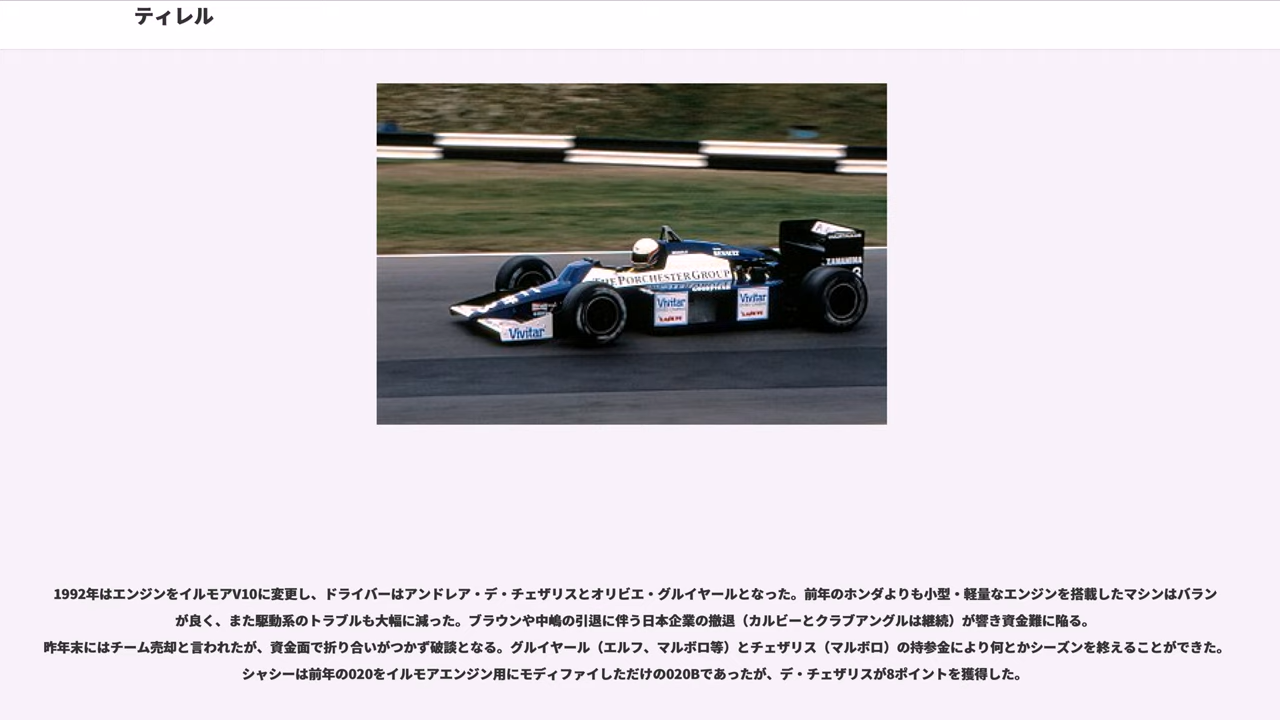 ティレル
RENAULT
THE PORCHESTER GROUP
YAMAHIMA
3
Vivitar
Vivitar
Vivitar
1992年はエンジンをイルモアV10に変更し、ドライバーはアンドレア・デ・チェザリスとオリビエ・グルイヤールとなった。前年のホンダよりも小型・軽量なエンジンを搭載したマシンはバラン
が良く、また駆動系のトラブルも大幅に減った。ブラウンや中嶋の引退に伴う日本企業の撤退（カルビーとクラブアングルは継続）が響き資金難に陥る。
昨年末にはチーム売却と言われたが、資金面で折り合いがつかず破談となる。グルイヤール（エルフ、マルボロ等）とチェザリス（マルボロ）の持参金により何とかシーズンを終えることができた。
シャシーは前年の020をイルモアエンジン用にモディファイしただけの020Bであったが、デ・チェザリスが8ポイントを獲得した。